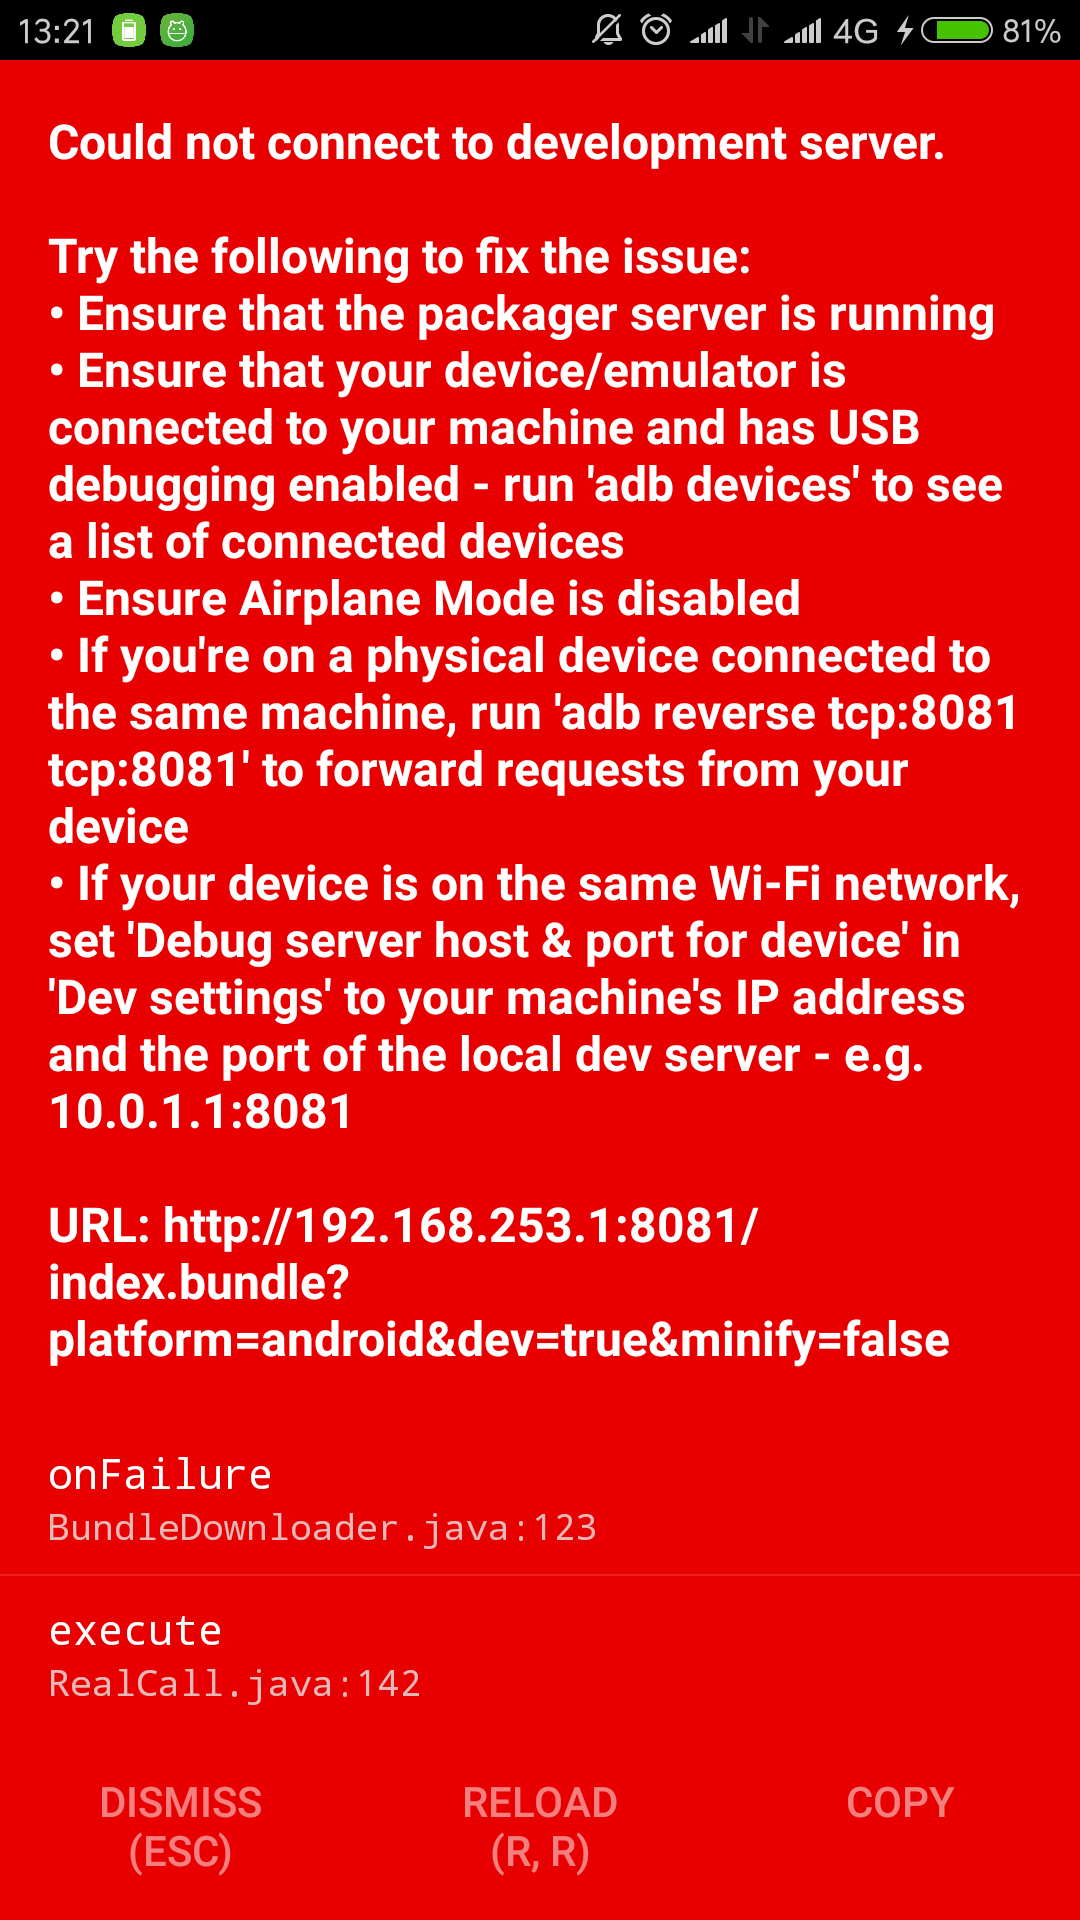 13:21 4G 81%
Could not connect to development server.
Try the following to fix the issue:
• Ensure that the packager server is running
• Ensure that your device/emulator is
connected to your machine and has USB
debugging enabled - run 'adb devices' to see
a list of connected devices
• Ensure Airplane Mode is disabled
• If you're on a physical device connected to
the same machine, run 'adb reverse tcp:8081
tcp:8081' to forward requests from your
device
• If your device is on the same Wi-Fi network,
set 'Debug server host & port for device' in
'Dev settings' to your machine's IP address
and the port of the local dev server - e.g.
10.0.1.1:8081
URL: http://192.168.253.1:8081/
index.bundle?
platform=android&dev=true&minify=false
onFailure
BundleDownloader.java:123
execute
RealCall.java:142
DISMISS RELOAD COPY
(ESC) (R, R)